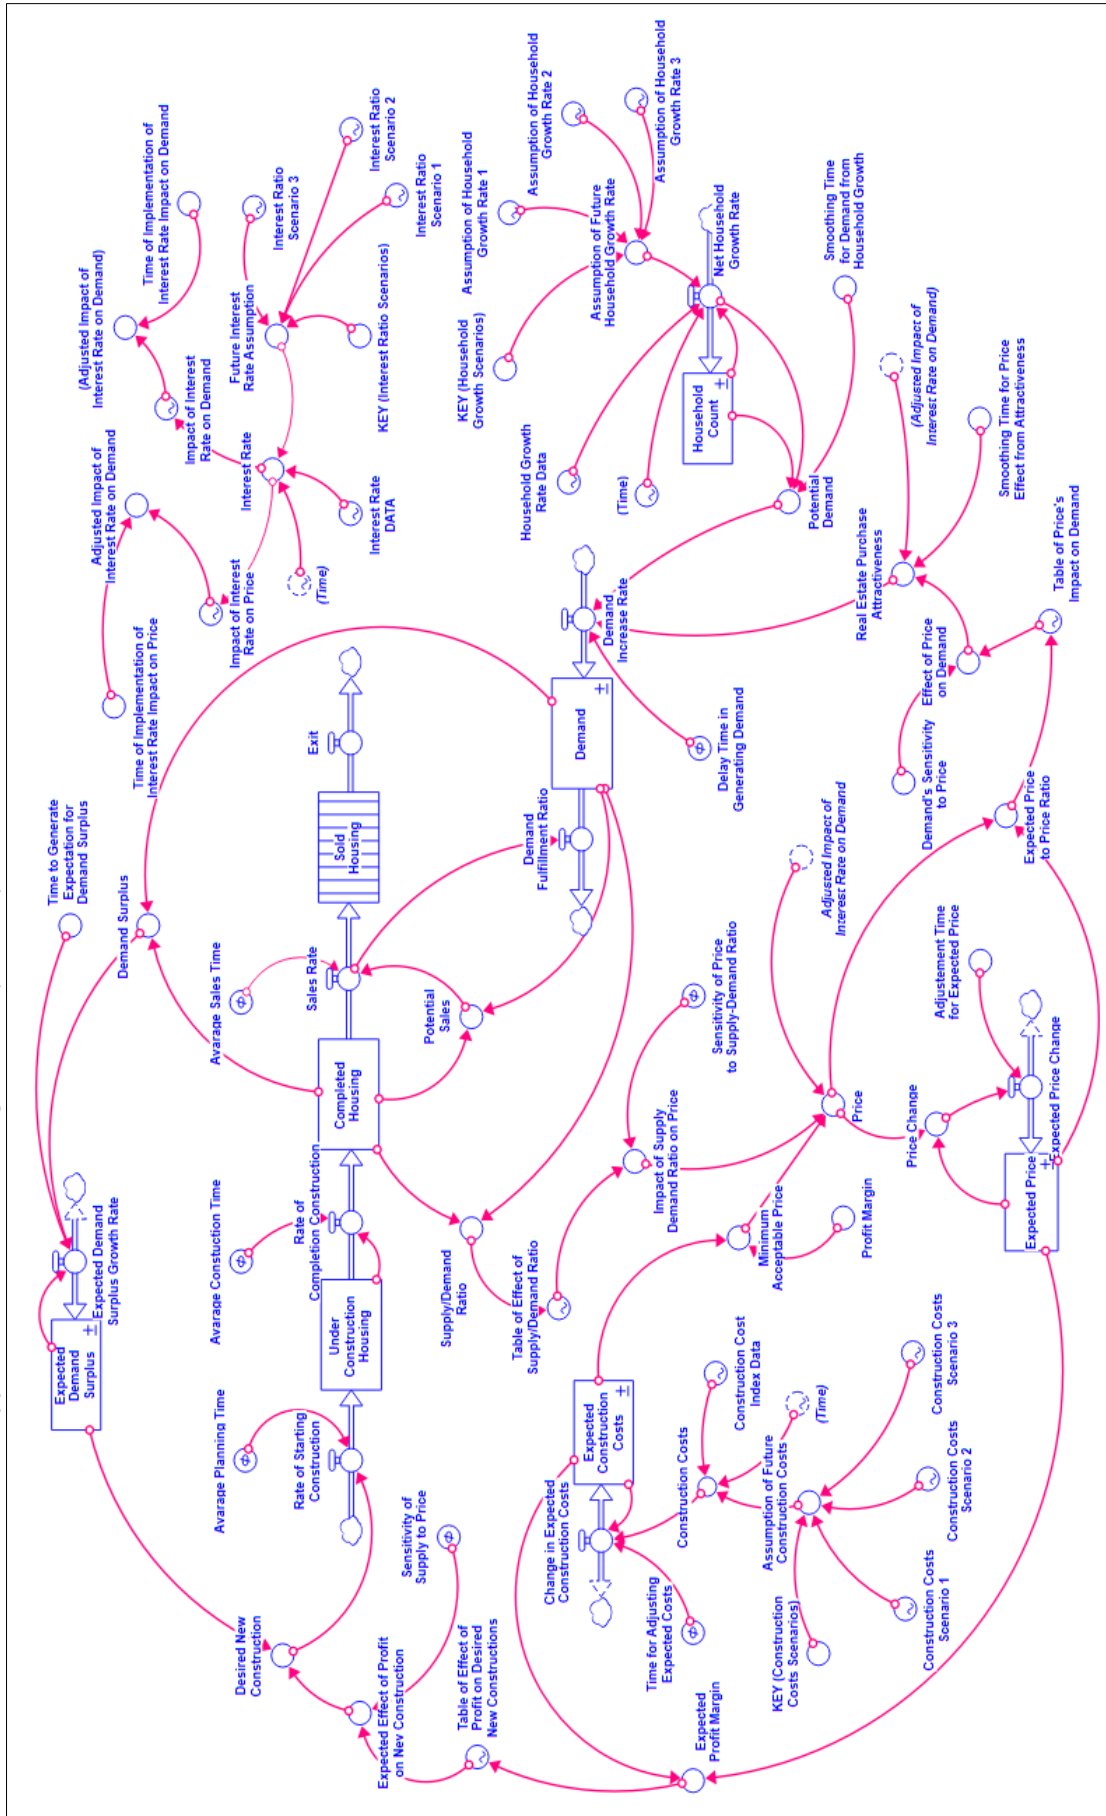 Time to Generate
Expectation for
Demand Surplus
Expected
Demand
Surplus
Expected Demand
Surplus Growth Rate
Demand Surplus
Time of Implementation of
Interest Rate Impact on Price
Adjusted Impact of
Interest Rate on Demand
(Adjusted Impact of
Interest Rate on Demand)
Time of Implementation of
Interest Rate Impact on Demand
Impact of Interest
Rate on Demand
Impact of Interest
Rate on Price
Interest Rate
Future Interest
Rate Assumption
Interest Ratio
Scenario 3
Interest Ratio
Scenario 2
Interest Ratio
Scenario 1
KEY (Interest Ratio Scenarios)
Interest Rate
DATA
(Time)
Avarage Planning Time
Avarage Constuction Time
Avarage Sales Time
Desired New
Construction
Rate of Starting
Construction
Under
Construction
Housing
Rate of
Completion Construction
Completed
Housing
Sales Rate
Sold
Housing
Exit
Expected Effect of Profit
on Nev Construction
Sensitivity of
Supply to Price
Table of Effect of
Profit on Desired
New Constructions
Potential
Sales
Supply/Demand
Ratio
Table of Effect of
Supply/Demand Ratio
Demand
Fulfillment Ratio
Demand
Demand
Increase Rate
Delay Time in
Generating Demand
Household Growth
Rate Data
(Time)
KEY (Household
Growth Scenarios)
Assumption of Household
Growth Rate 1
Assumption of Household
Growth Rate 2
Assumption of Household
Growth Rate 3
Assumption of Future
Household Growth Rate
Net Household
Growth Rate
Household
Count
Potential
Demand
Smoothing Time
for Demand from
Household Growth
Change in Expected
Construction Costs
Expected
Construction
Costs
Time for Adjusting
Expected Costs
Construction Costs
Construction Cost
Index Data
(Time)
Assumption of Future
Construction Costs
KEY (Construction
Costs Scenarios)
Construction Costs
Scenario 1
Construction Costs
Scenario 2
Construction Costs
Scenario 3
Expected
Profit Margin
Impact of Supply
Demand Ratio on Price
Sensitivity of Price
to Supply-Demand Ratio
Minimum
Acceptable Price
Profit Margin
Price
Adjusted Impact of
Interest Rate on Demand
Price Change
Expected Price
Expected Price Change
Adjustement Time
for Expected Price
Expected Price
to Price Ratio
Demand's Sensitivity
to Price
Effect of Price
on Demand
Table of Price's
Impact on Demand
Real Estate Purchase
Attractiveness
(Adjusted Impact of
Interest Rate on Demand)
Smoothing Time for Price
Effect from Attractiveness